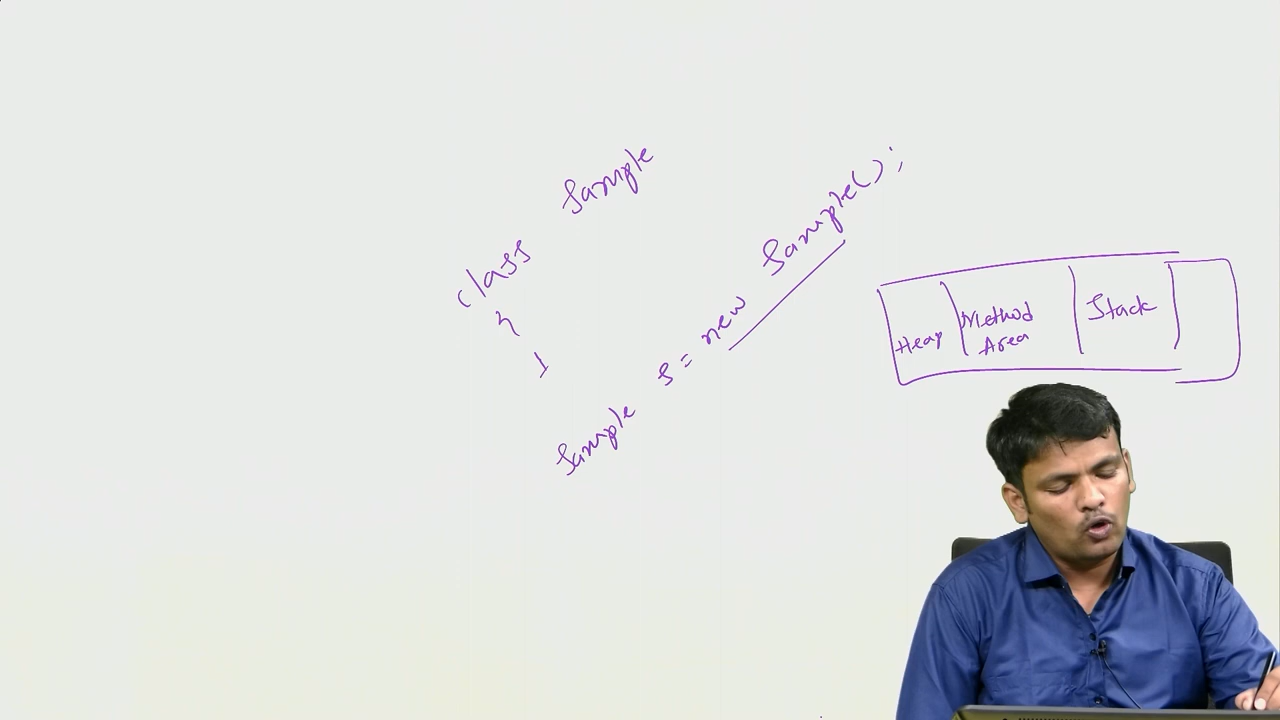 class Sample
{
}
Sample s = new Sample();
Heap
Method Area
Stack